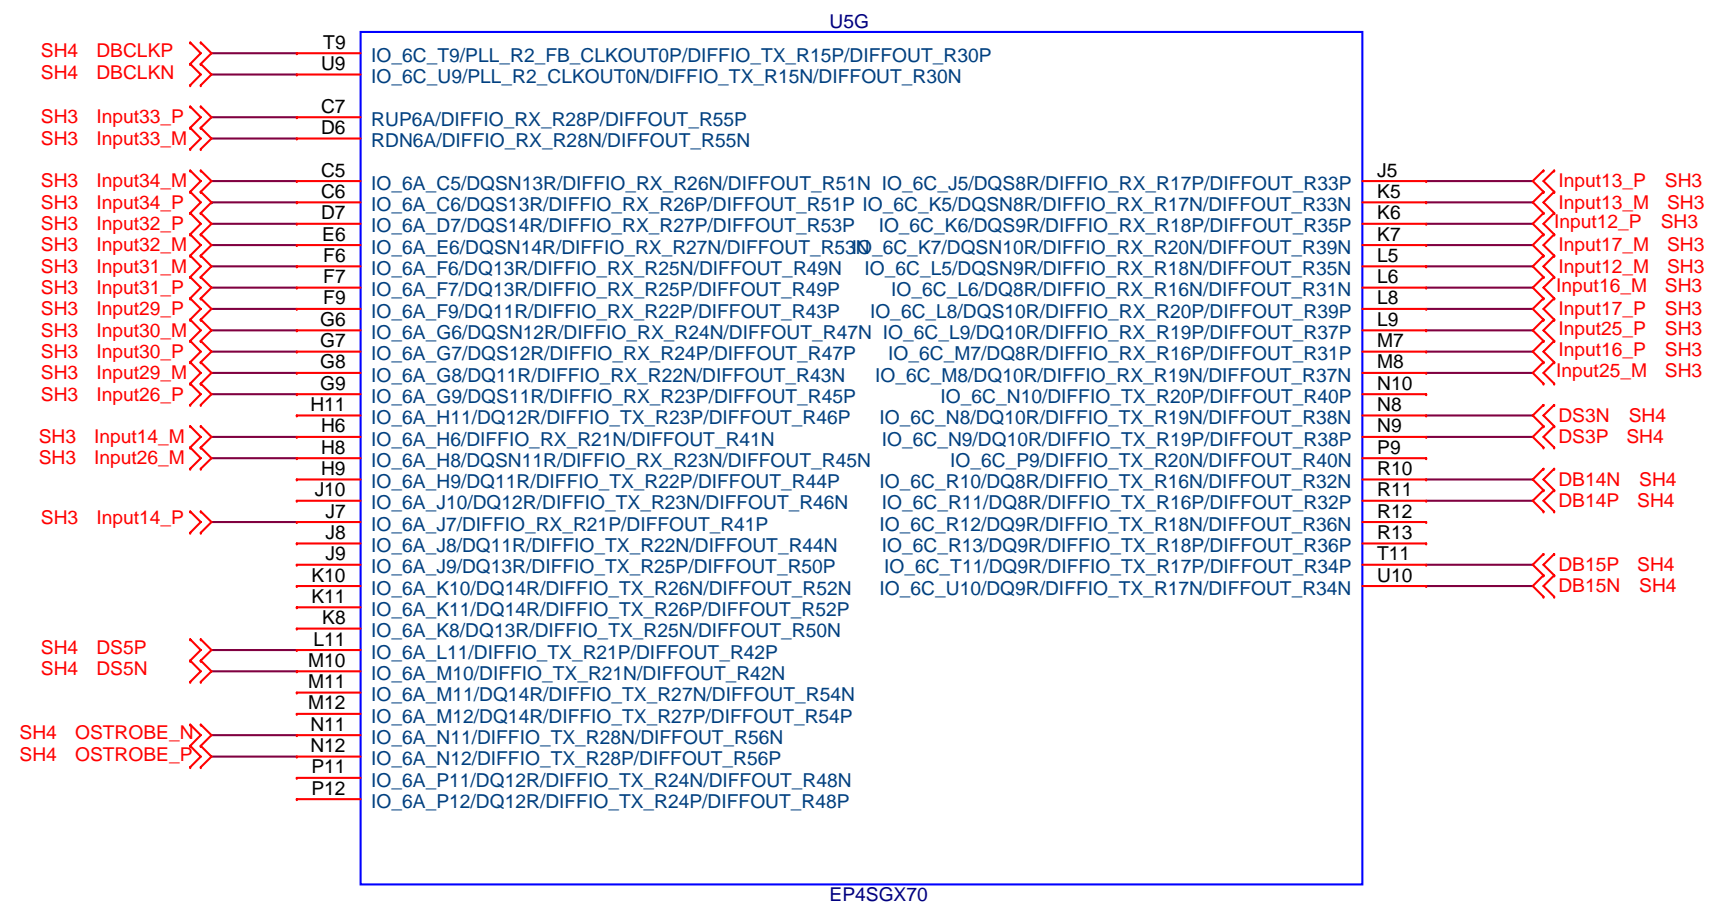 U5G
SH4 DBCLKP T9 IO_6C_T9/PLL_R2_FB_CLKOUT0P/DIFFIO_TX_R15P/DIFFOUT_R30P
SH4 DBCLKN U9 IO_6C_U9/PLL_R2_CLKOUT0N/DIFFIO_TX_R15N/DIFFOUT_R30N
SH3 Input33_P C7 RUP6A/DIFFIO_RX_R28P/DIFFOUT_R55P
SH3 Input33_M D6 RDN6A/DIFFIO_RX_R28N/DIFFOUT_R55N
SH3 Input34_M C5 IO_6A_C5/DQSN13R/DIFFIO_RX_R26N/DIFFOUT_R51N IO_6C_J5/DQS8R/DIFFIO_RX_R17P/DIFFOUT_R33P J5 Input13_P SH3
SH3 Input34_P C6 IO_6A_C6/DQS13R/DIFFIO_RX_R26P/DIFFOUT_R51P IO_6C_K5/DQSN8R/DIFFIO_RX_R17N/DIFFOUT_R33N K5 Input13_M SH3
SH3 Input32_P D7 IO_6A_D7/DQS14R/DIFFIO_RX_R27P/DIFFOUT_R53P IO_6C_K6/DQS9R/DIFFIO_RX_R18P/DIFFOUT_R35P K6 Input12_P SH3
SH3 Input32_M E6 IO_6A_E6/DQSN14R/DIFFIO_RX_R27N/DIFFOUT_R53N IO_6C_K7/DQSN10R/DIFFIO_RX_R20N/DIFFOUT_R39N K7 Input17_M SH3
SH3 Input31_M F6 IO_6A_F6/DQ13R/DIFFIO_RX_R25N/DIFFOUT_R49N IO_6C_L5/DQSN9R/DIFFIO_RX_R18N/DIFFOUT_R35N L5 Input12_M SH3
SH3 Input31_P F7 IO_6A_F7/DQ13R/DIFFIO_RX_R25P/DIFFOUT_R49P IO_6C_L6/DQ8R/DIFFIO_RX_R16N/DIFFOUT_R31N L6 Input16_M SH3
SH3 Input29_P F9 IO_6A_F9/DQ11R/DIFFIO_RX_R22P/DIFFOUT_R43P IO_6C_L8/DQS10R/DIFFIO_RX_R20P/DIFFOUT_R39P L8 Input17_P SH3
SH3 Input30_M G6 IO_6A_G6/DQSN12R/DIFFIO_RX_R24N/DIFFOUT_R47N IO_6C_L9/DQ10R/DIFFIO_RX_R19P/DIFFOUT_R37P L9 Input25_P SH3
SH3 Input30_P G7 IO_6A_G7/DQS12R/DIFFIO_RX_R24P/DIFFOUT_R47P IO_6C_M7/DQ8R/DIFFIO_RX_R16P/DIFFOUT_R31P M7 Input16_P SH3
SH3 Input29_M G8 IO_6A_G8/DQ11R/DIFFIO_RX_R22N/DIFFOUT_R43N IO_6C_M8/DQ10R/DIFFIO_RX_R19N/DIFFOUT_R37N M8 Input25_M SH3
SH3 Input26_P G9 IO_6A_G9/DQS11R/DIFFIO_RX_R23P/DIFFOUT_R45P IO_6C_N10/DIFFIO_TX_R20P/DIFFOUT_R40P N10
H11 IO_6A_H11/DQ12R/DIFFIO_TX_R23P/DIFFOUT_R46P IO_6C_N8/DQ10R/DIFFIO_TX_R19N/DIFFOUT_R38N N8 DS3N SH4
SH3 Input14_M H6 IO_6A_H6/DIFFIO_RX_R21N/DIFFOUT_R41N IO_6C_N9/DQ10R/DIFFIO_TX_R19P/DIFFOUT_R38P N9 DS3P SH4
SH3 Input26_M H8 IO_6A_H8/DQSN11R/DIFFIO_RX_R23N/DIFFOUT_R45N IO_6C_P9/DIFFIO_TX_R20N/DIFFOUT_R40N P9
H9 IO_6A_H9/DQ11R/DIFFIO_TX_R22P/DIFFOUT_R44P IO_6C_R10/DQ8R/DIFFIO_TX_R16N/DIFFOUT_R32N R10 DB14N SH4
J10 IO_6A_J10/DQ12R/DIFFIO_TX_R23N/DIFFOUT_R46N IO_6C_R11/DQ8R/DIFFIO_TX_R16P/DIFFOUT_R32P R11 DB14P SH4
SH3 Input14_P J7 IO_6A_J7/DIFFIO_RX_R21P/DIFFOUT_R41P IO_6C_R12/DQ9R/DIFFIO_TX_R18N/DIFFOUT_R36N R12
J8 IO_6A_J8/DQ11R/DIFFIO_TX_R22N/DIFFOUT_R44N IO_6C_R13/DQ9R/DIFFIO_TX_R18P/DIFFOUT_R36P R13
J9 IO_6A_J9/DQ13R/DIFFIO_TX_R25P/DIFFOUT_R50P IO_6C_T11/DQ9R/DIFFIO_TX_R17P/DIFFOUT_R34P T11 DB15P SH4
K10 IO_6A_K10/DQ14R/DIFFIO_TX_R26N/DIFFOUT_R52N IO_6C_U10/DQ9R/DIFFIO_TX_R17N/DIFFOUT_R34N U10 DB15N SH4
K11 IO_6A_K11/DQ14R/DIFFIO_TX_R26P/DIFFOUT_R52P
K8 IO_6A_K8/DQ13R/DIFFIO_TX_R25N/DIFFOUT_R50N
SH4 DS5P L11 IO_6A_L11/DIFFIO_TX_R21P/DIFFOUT_R42P
SH4 DS5N M10 IO_6A_M10/DIFFIO_TX_R21N/DIFFOUT_R42N
M11 IO_6A_M11/DQ14R/DIFFIO_TX_R27N/DIFFOUT_R54N
M12 IO_6A_M12/DQ14R/DIFFIO_TX_R27P/DIFFOUT_R54P
SH4 OSTROBE_N N11 IO_6A_N11/DIFFIO_TX_R28N/DIFFOUT_R56N
SH4 OSTROBE_P N12 IO_6A_N12/DIFFIO_TX_R28P/DIFFOUT_R56P
P11 IO_6A_P11/DQ12R/DIFFIO_TX_R24N/DIFFOUT_R48N
P12 IO_6A_P12/DQ12R/DIFFIO_TX_R24P/DIFFOUT_R48P
EP4SGX70